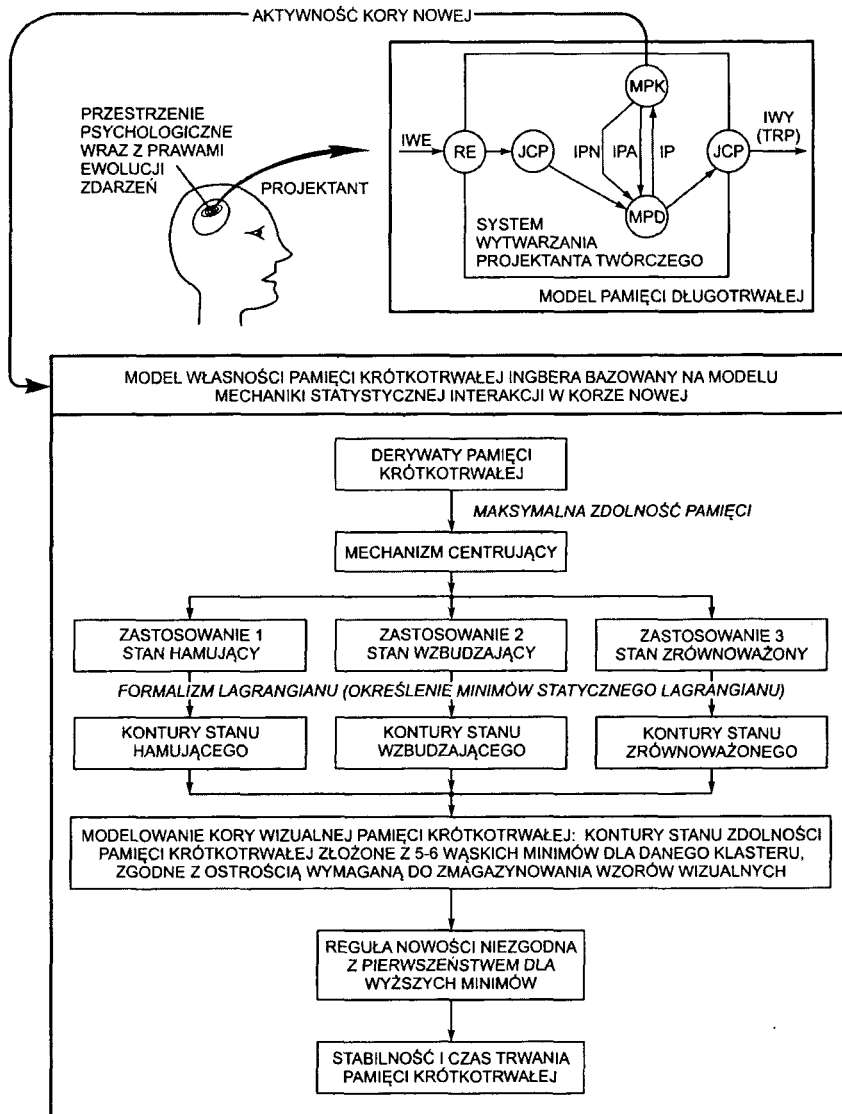 AKTYWNOŚĆ KORY NOWEJ
PRZESTRZENIE
PSYCHOLOGICZNE
WRAZ Z PRAWAMI
EWOLUCJI
ZDARZEŃ
PROJEKTANT
IWE
RE
JCP
IPN
IPA
IP
MPK
MPD
JCP
IWY
(TRP)
SYSTEM
WYTWARZANIA
PROJEKTANTA TWÓRCZEGO
MODEL PAMIĘCI DŁUGOTRWAŁEJ
MODEL WŁASNOŚCI PAMIĘCI KRÓTKOTRWAŁEJ INGBERA BAZOWANY NA MODELU
MECHANIKI STATYSTYCZNEJ INTERAKCJI W KORZE NOWEJ
DERYWATY PAMIĘCI
KRÓTKOTRWAŁEJ
MAKSYMALNA ZDOLNOŚĆ PAMIĘCI
MECHANIZM CENTRUJĄCY
ZASTOSOWANIE 1
STAN HAMUJĄCY
ZASTOSOWANIE 2
STAN WZBUDZAJĄCY
ZASTOSOWANIE 3
STAN ZRÓWNOWAŻONY
FORMALIZM LAGRANGIANU (OKREŚLENIE MINIMÓW STATYCZNEGO LAGRANGIANU)
KONTURY STANU
HAMUJĄCEGO
KONTURY STANU
WZBUDZAJĄCEGO
KONTURY STANU
ZRÓWNOWAŻONEGO
MODELOWANIE KORY WIZUALNEJ PAMIĘCI KRÓTKOTRWAŁEJ: KONTURY STANU ZDOLNOŚCI
PAMIĘCI KRÓTKOTRWAŁEJ ZŁOŻONE Z 5-6 WĄSKICH MINIMÓW DLA DANEGO KLASTERU,
ZGODNE Z OSTROŚCIĄ WYMAGANĄ DO ZMAGAZYNOWANIA WZORÓW WIZUALNYCH
REGUŁA NOWOŚCI NIEZGODNA
Z PIERWSZEŃSTWEM DLA
WYŻSZYCH MINIMÓW
STABILNOŚĆ I CZAS TRWANIA
PAMIĘCI KRÓTKOTRWAŁEJ